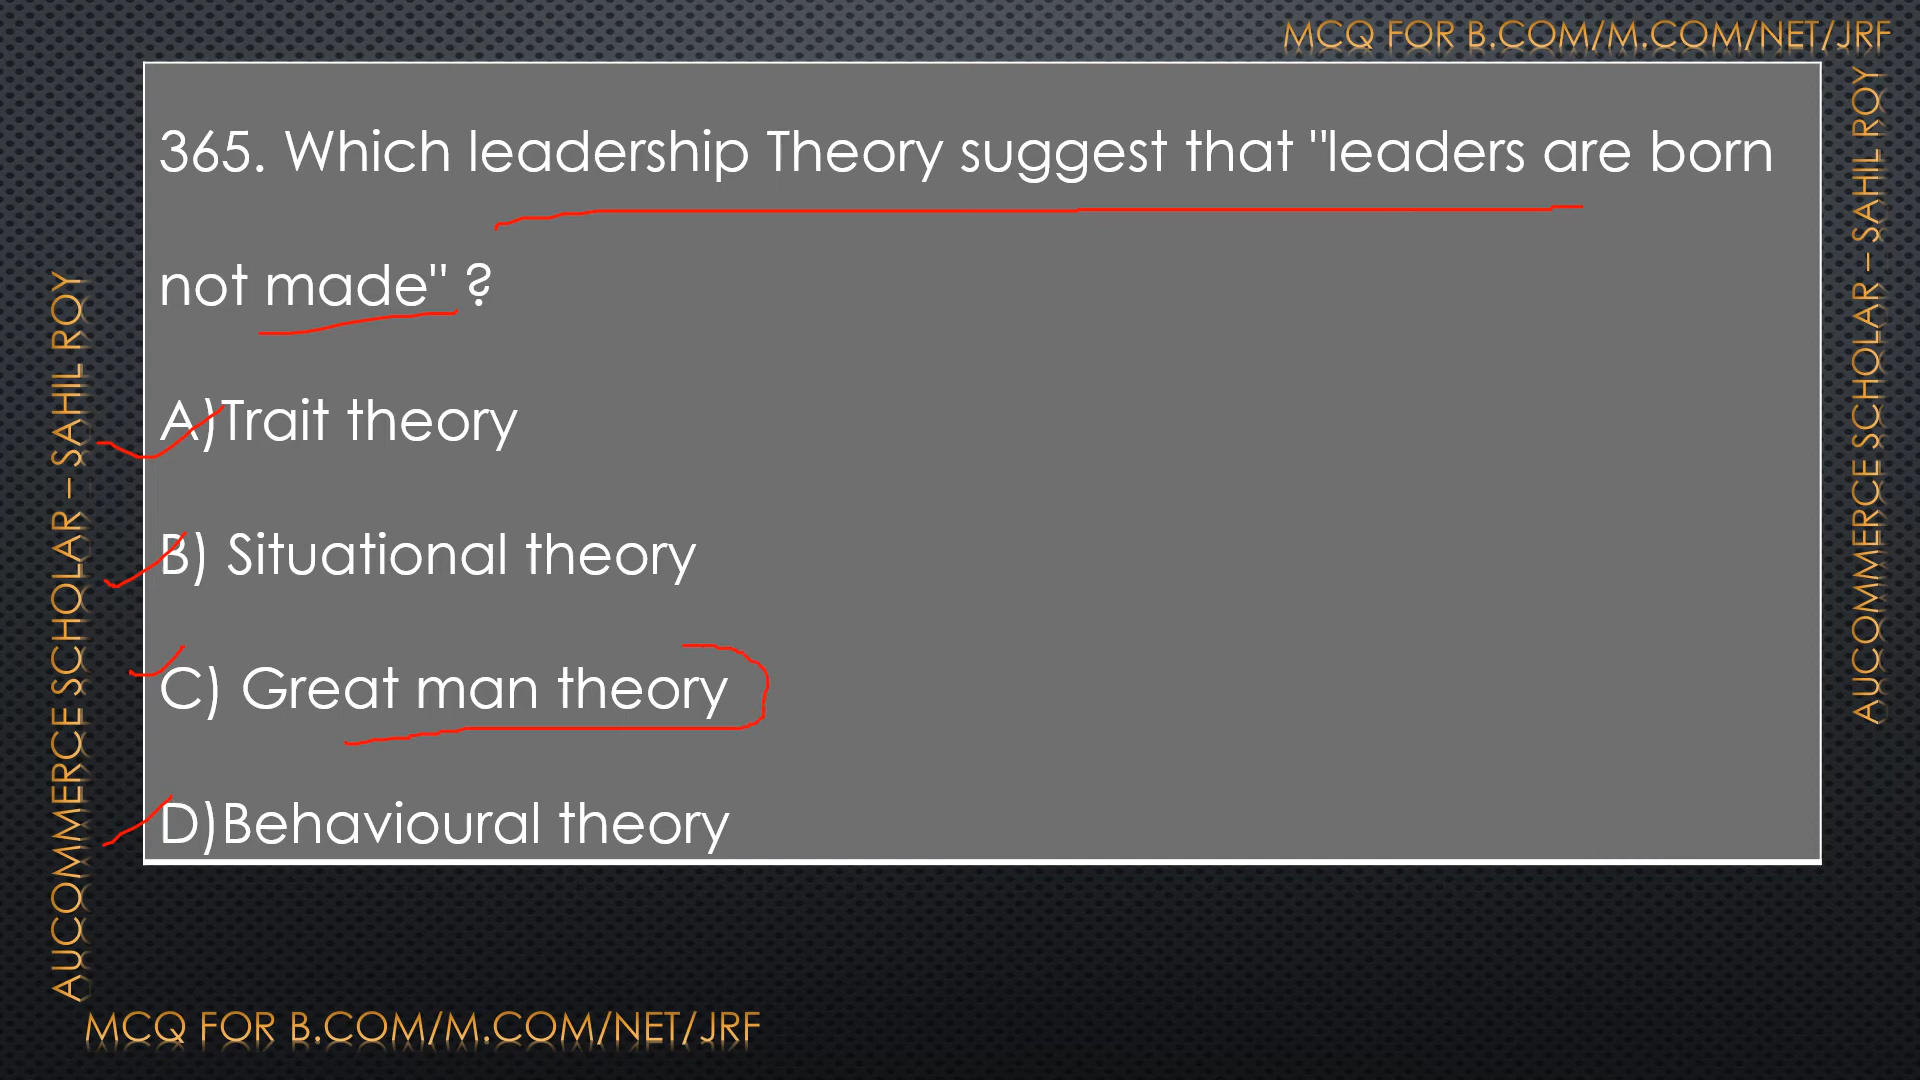 MCQ FOR B.COM/M.COM/NET/JRF
365. Which leadership Theory suggest that "leaders are born
not made" ?
A)Trait theory
B) Situational theory
C) Great man theory
D)Behavioural theory
AUCOMMERCE SCHOLAR – SAHIL ROY
AUCOMMERCE SCHOLAR – SAHIL ROY
MCQ FOR B.COM/M.COM/NET/JRF